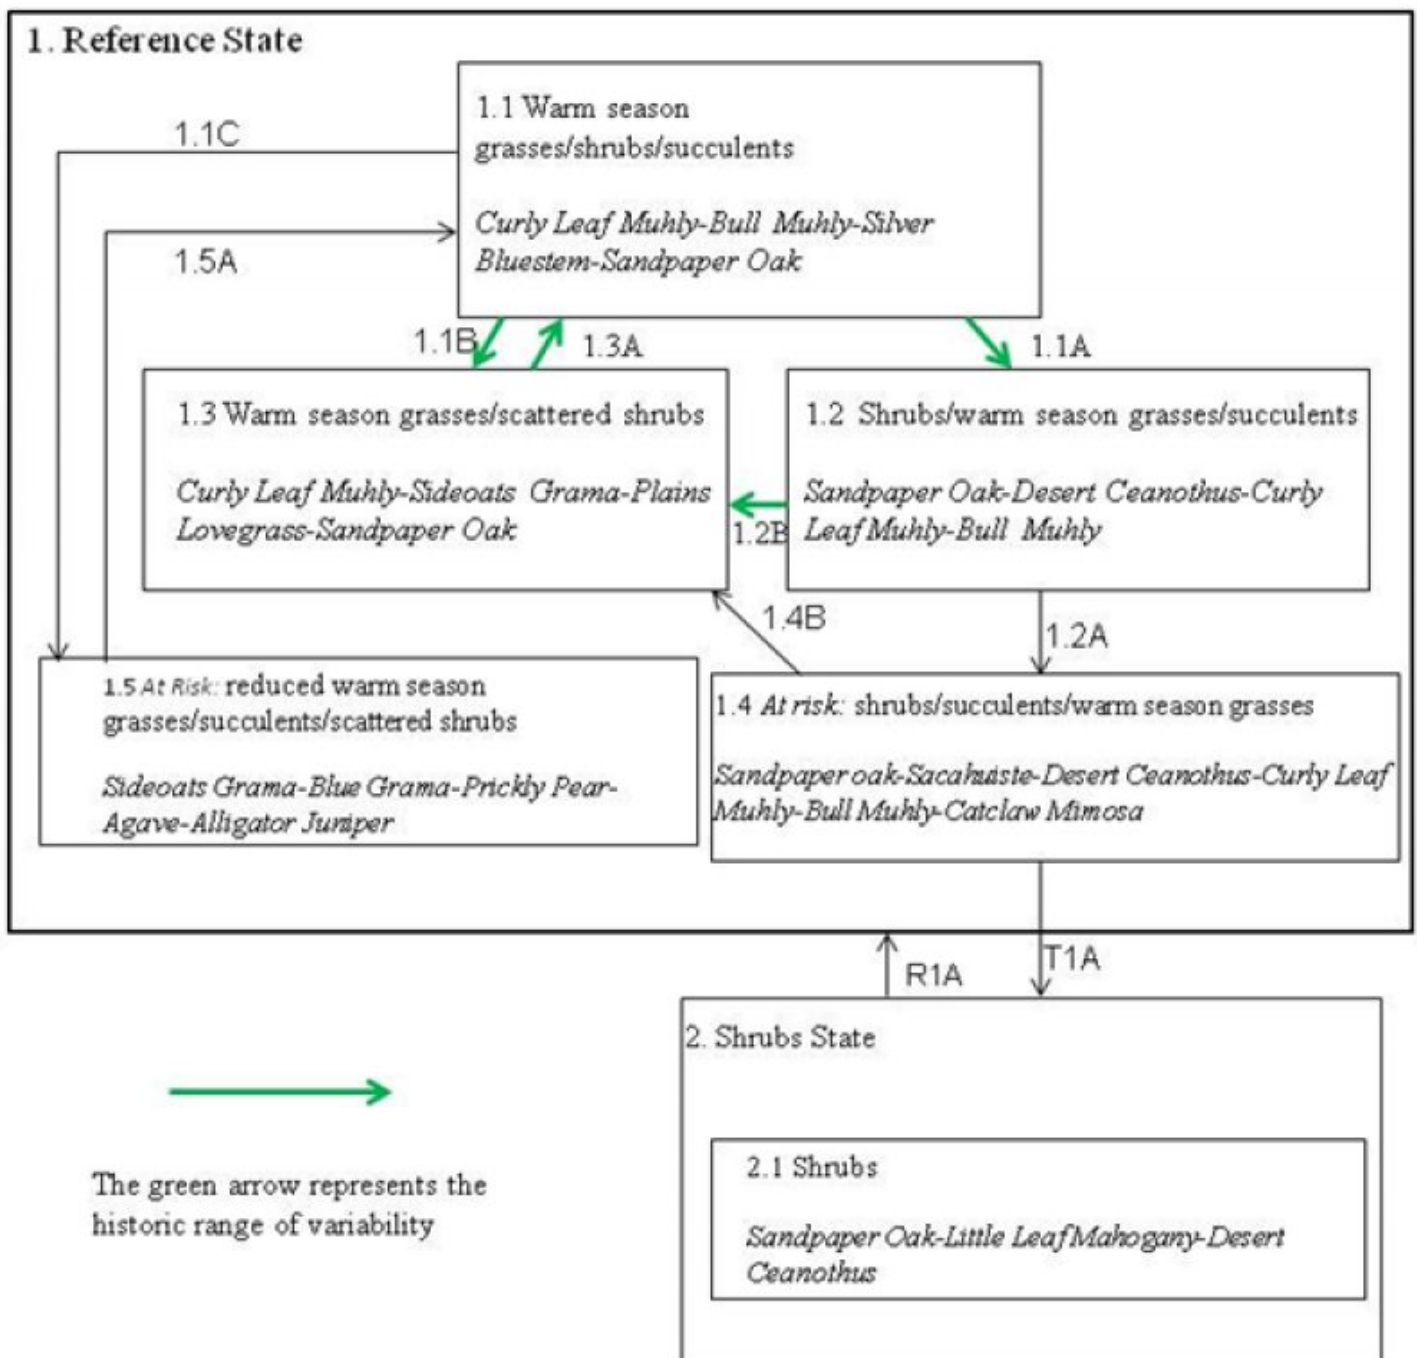 1. Reference State
1.1 Warm season
grasses/shrubs/succulents
Curly Leaf Muhly-Bull Muhly-Silver
Bluestem-Sandpaper Oak
1.1C
1.5A
1.1B
1.3A
1.1A
1.3 Warm season grasses/scattered shrubs
Curly Leaf Muhly-Sideoats Grama-Plains
Lovegrass-Sandpaper Oak
1.2 Shrubs/warm season grasses/succulents
Sandpaper Oak-Desert Ceanothus-Curly
Leaf Muhly-Bull Muhly
1.2B
1.4B
1.2A
1.5 At Risk: reduced warm season
grasses/succulents/scattered shrubs
Sideoats Grama-Blue Grama-Prickly Pear-
Agave-Alligator Juniper
1.4 At risk: shrubs/succulents/warm season grasses
Sandpaper oak-Sacahuiste-Desert Ceanothus-Curly Leaf
Muhly-Bull Muhly-Catclaw Mimosa
R1A
T1A
2. Shrubs State
2.1 Shrubs
Sandpaper Oak-Little Leaf Mahogany-Desert
Ceanothus
The green arrow represents the
historic range of variability